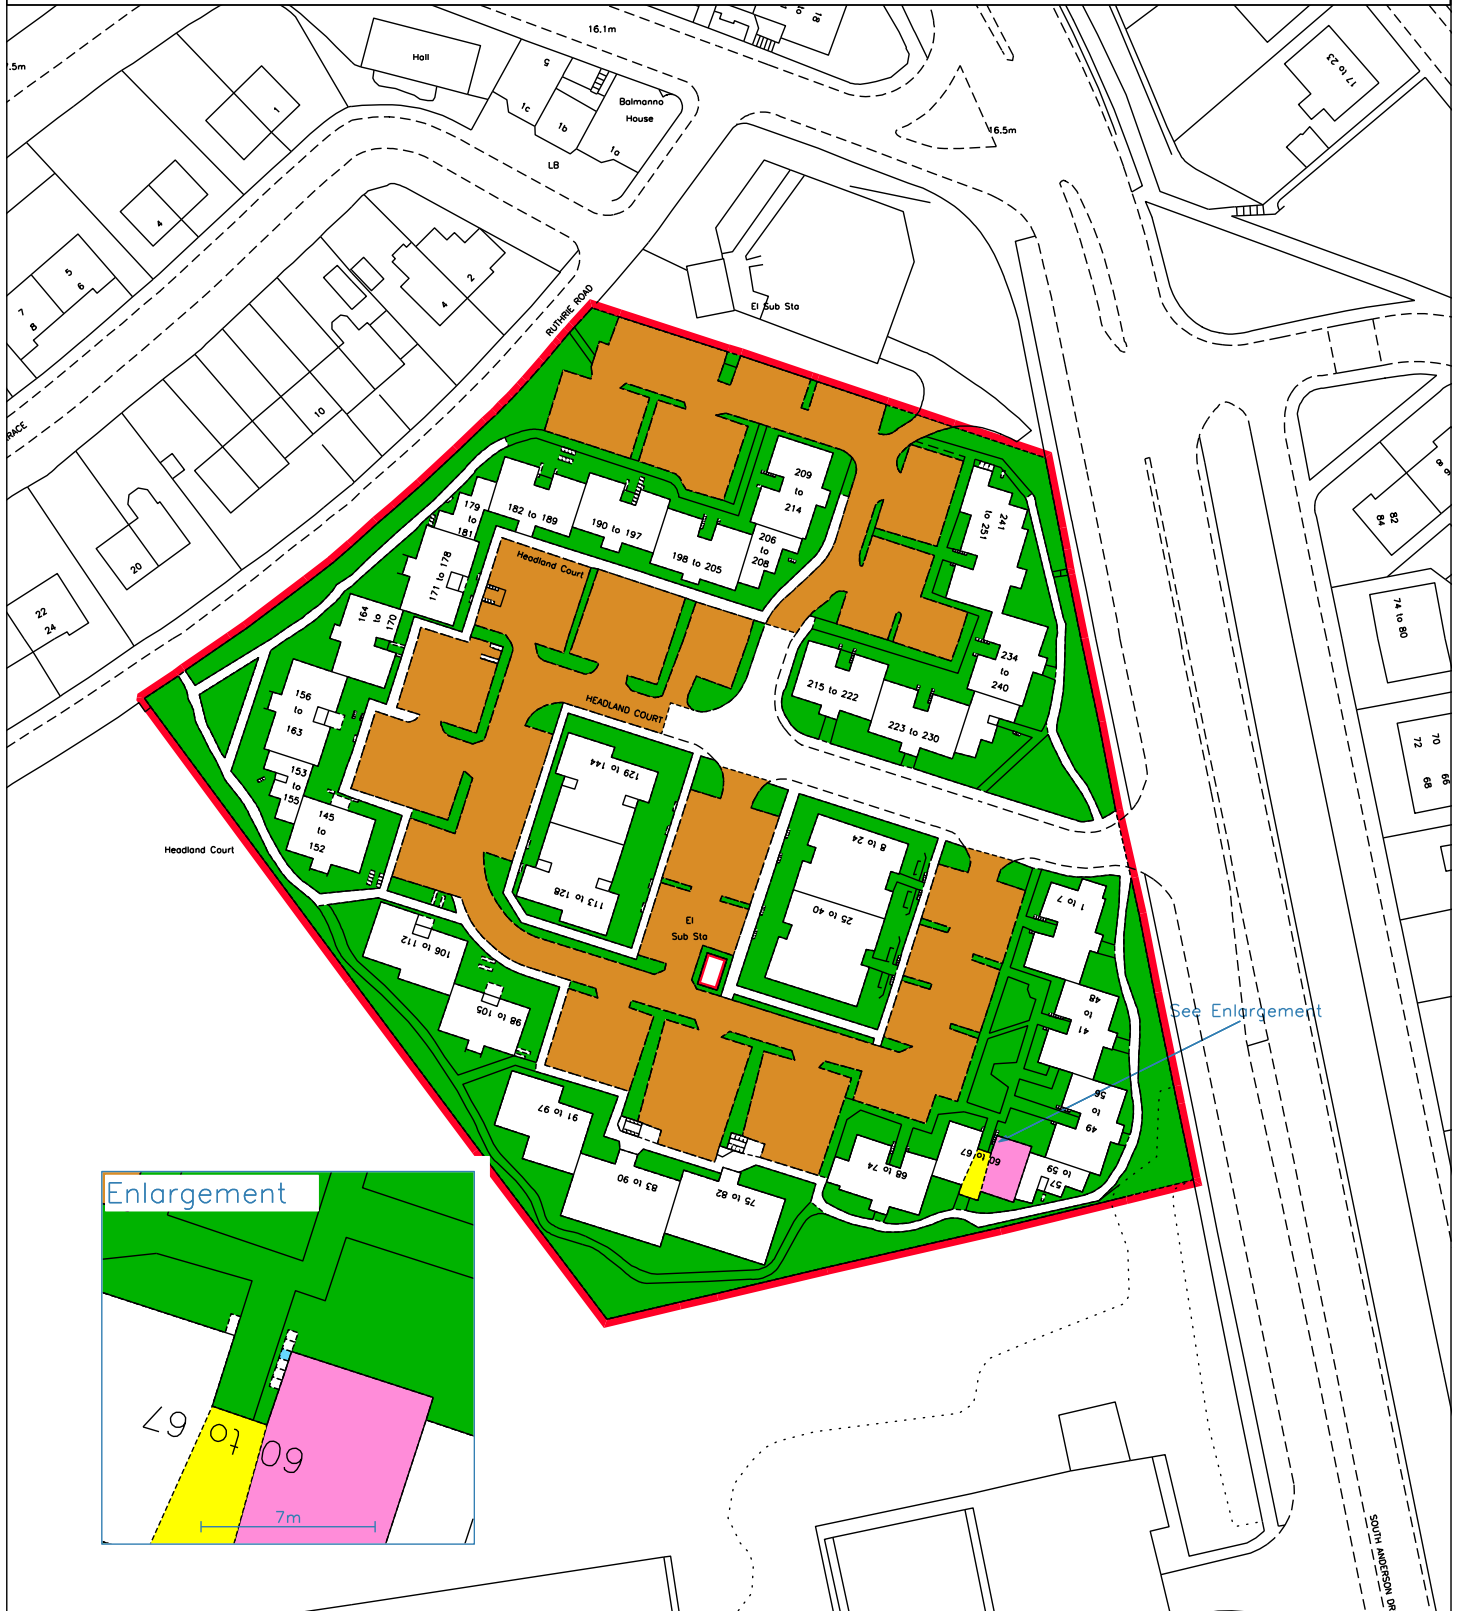 16.1m
18
to
17 to 23
.5m
Hall
5
1c
1b
1a
Balmanno
House
LB
16.5m
1
4
5
6
7
8
2
4
El Sub Sta
RUTHRIE ROAD
10
RACE
20
22
24
209
to
214
241
to 251
179
to
181
182 to 189
190 to 197
198 to 205
206
to
208
82
84
Headland Court
171 to 178
164
to
170
74 to 80
234
to
240
215 to 222
223 to 230
156
to
163
HEADLAND COURT
70
72
66
68
153
to
155
145
to
152
129 to 144
113 to 128
8 to 24
25 to 40
Headland Court
1 to 7
El
Sub Sta
106 to 112
98 to 105
48
to
41
See Enlargement
91 to 97
56
to
49
83 to 90
75 to 82
68 to 74
60 to 67
57
to 59
Enlargement
60 to 67
7m
SOUTH ANDERSON DR